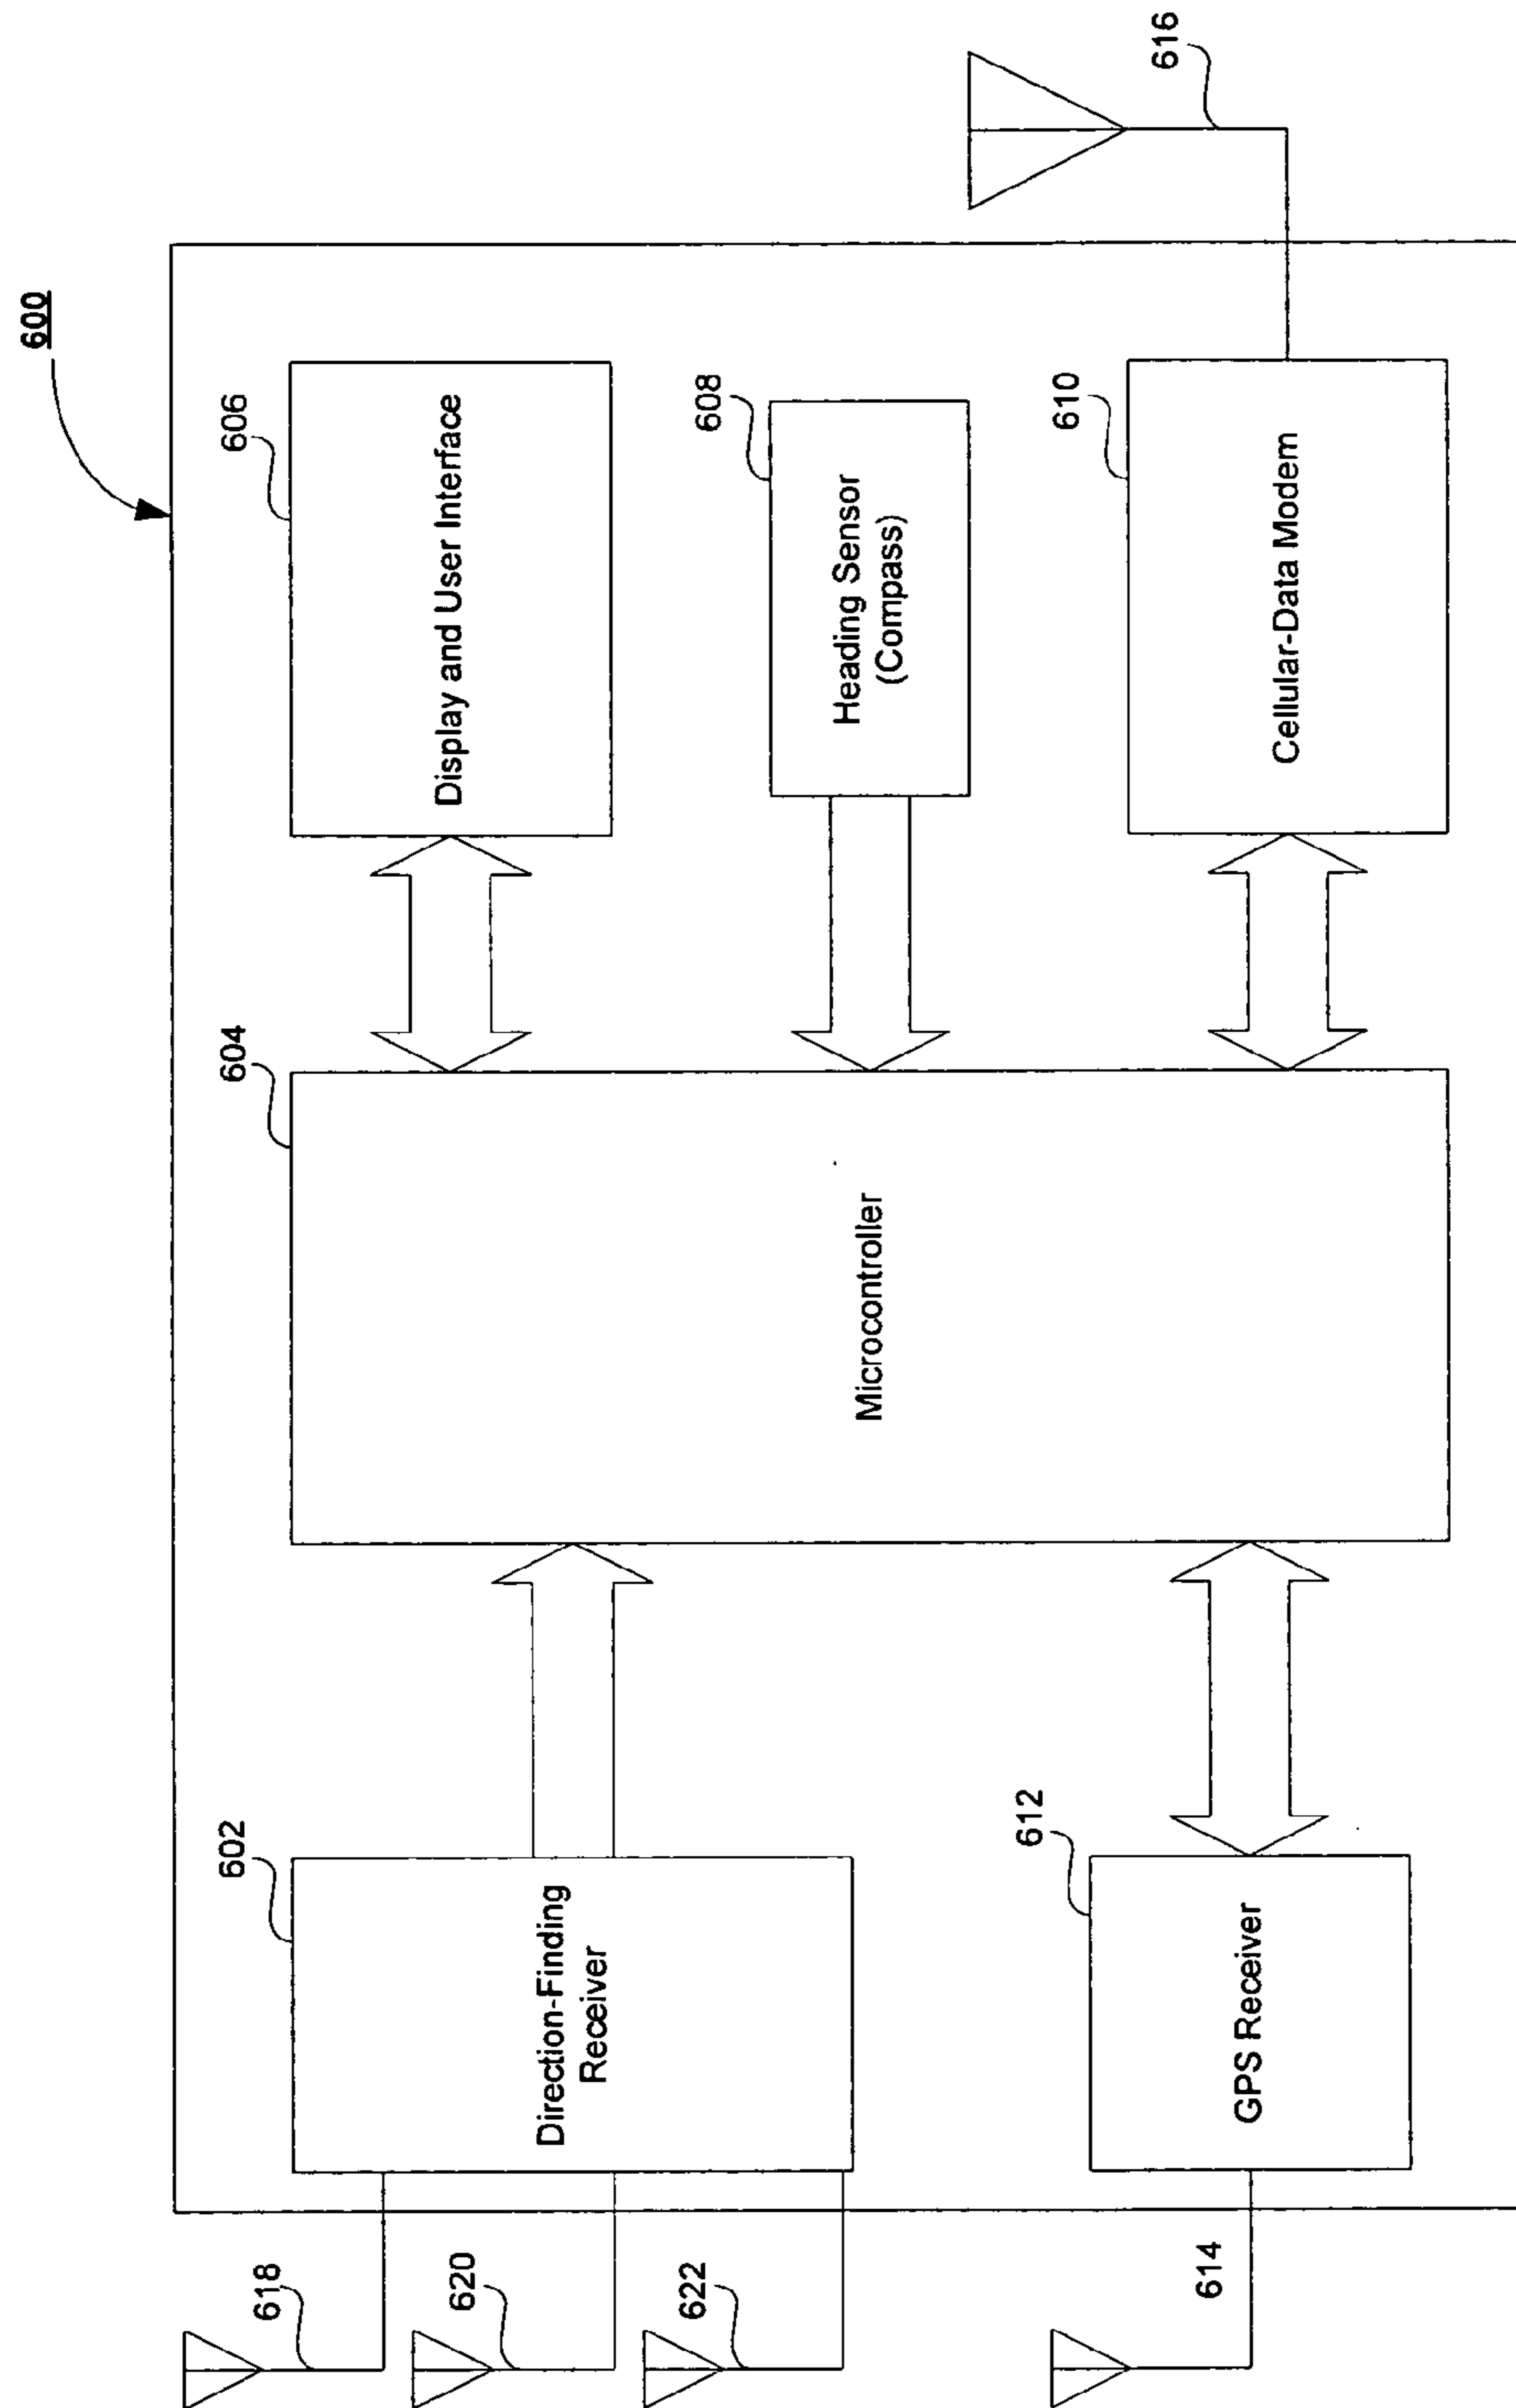 600
602
Direction-Finding
Receiver
604
Microcontroller
606
Display and User Interface
608
Heading Sensor
(Compass)
610
Cellular-Data Modem
612
GPS Receiver
614
616
618
620
622